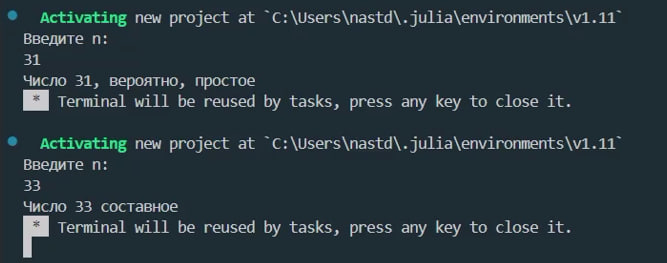 Activating new project at `C:\Users\nastd\.julia\environments\v1.11`
Введите n:
31
Число 31, вероятно, простое
* Terminal will be reused by tasks, press any key to close it.
Activating new project at `C:\Users\nastd\.julia\environments\v1.11`
Введите n:
33
Число 33 составное
* Terminal will be reused by tasks, press any key to close it.